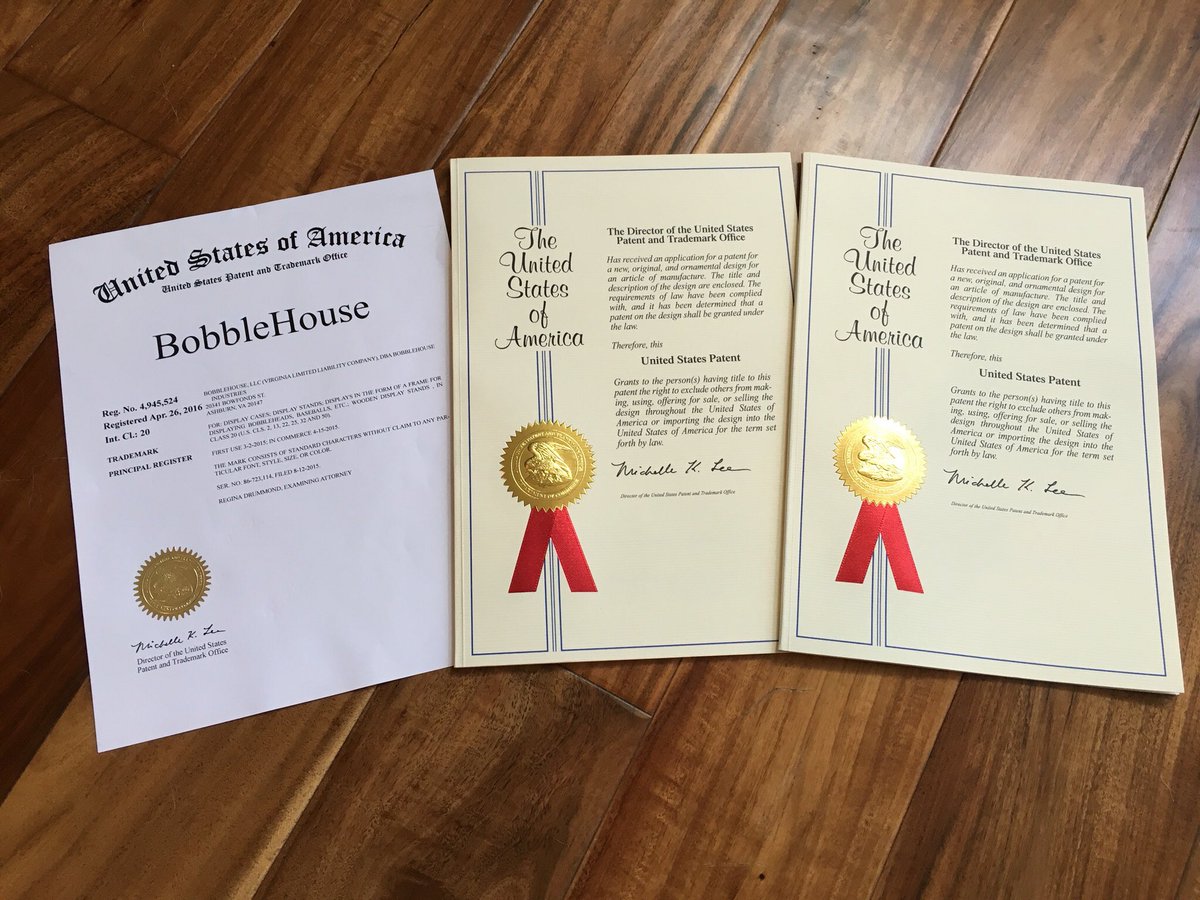 United States of America
United States Patent and Trademark Office
BobbleHouse
Reg. No. 4,945,524
Registered Apr. 26, 2016
Int. Cl.: 20
TRADEMARK
PRINCIPAL REGISTER
BOBBLEHOUSE, LLC (VIRGINIA LIMITED LIABILITY COMPANY), DBA BOBBLEHOUSE
INDUSTRIES
20341 BOWFONDS ST.
ASHBURN, VA 20147
FOR: DISPLAY CASES; DISPLAY STANDS; DISPLAYS IN THE FORM OF A FRAME FOR
DISPLAYING BOBBLEHEADS, BASEBALLS, ETC.; WOODEN DISPLAY STANDS , IN
CLASS 20 (U.S. CLS. 2, 13, 22, 25, 32 AND 50).
FIRST USE 3-2-2015; IN COMMERCE 4-15-2015.
THE MARK CONSISTS OF STANDARD CHARACTERS WITHOUT CLAIM TO ANY PAR-
TICULAR FONT, STYLE, SIZE, OR COLOR.
SER. NO. 86-723,114, FILED 8-12-2015.
REGINA DRUMMOND, EXAMINING ATTORNEY
Michelle K. Lee
Director of the United States
Patent and Trademark Office
The
United
States
of
America
The Director of the United States
Patent and Trademark Office
Has received an application for a patent for
a new, original, and ornamental design for
an article of manufacture. The title and
description of the design are enclosed. The
requirements of law have been complied
with, and it has been determined that a
patent on the design shall be granted under
the law.
Therefore, this
United States Patent
Grants to the person(s) having title to this
patent the right to exclude others from mak-
ing, using, offering for sale, or selling the
design throughout the United States of
America or importing the design into the
United States of America for the term set
forth by law.
Michelle K. Lee
Director of the United States Patent and Trademark Office
The
United
States
of
America
The Director of the United States
Patent and Trademark Office
Has received an application for a patent for
a new, original, and ornamental design for
an article of manufacture. The title and
description of the design are enclosed. The
requirements of law have been complied
with, and it has been determined that a
patent on the design shall be granted under
the law.
Therefore, this
United States Patent
Grants to the person(s) having title to this
patent the right to exclude others from mak-
ing, using, offering for sale, or selling the
design throughout the United States of
America or importing the design into the
United States of America for the term set
forth by law.
Michelle K. Lee
Director of the United States Patent and Trademark Office